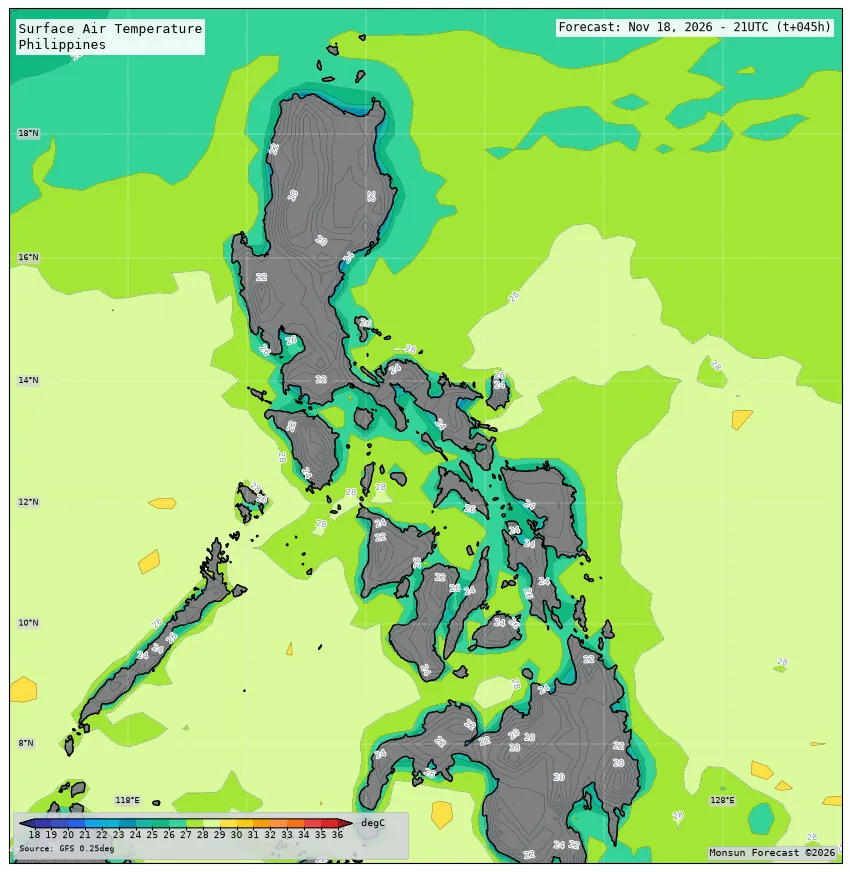 Surface Air Temperature
Philippines
Forecast: Nov 18, 2026 - 21UTC (t+045h)
18°N
16°N
14°N
12°N
10°N
8°N
118°E
128°E
degC
18 19 20 21 22 23 24 25 26 27 28 29 30 31 32 33 34 35 36
Source: GFS 0.25deg
Monsun Forecast ©2026